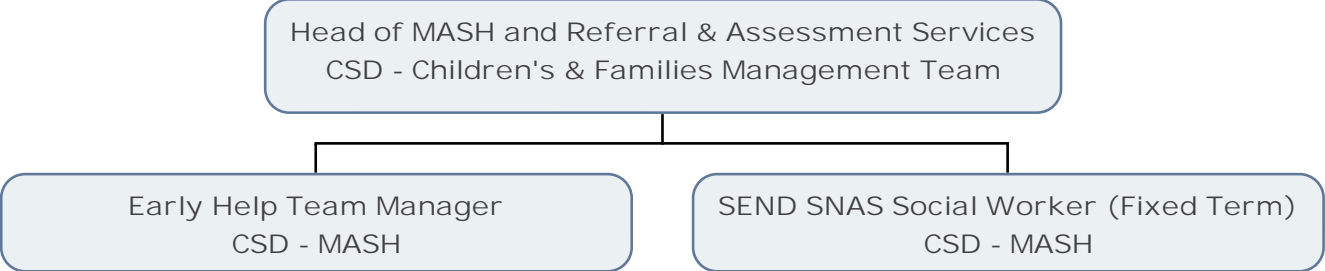 Head of MASH and Referral & Assessment Services
CSD - Children's & Families Management Team
Early Help Team Manager
CSD - MASH
SEND SNAS Social Worker (Fixed Term)
CSD - MASH